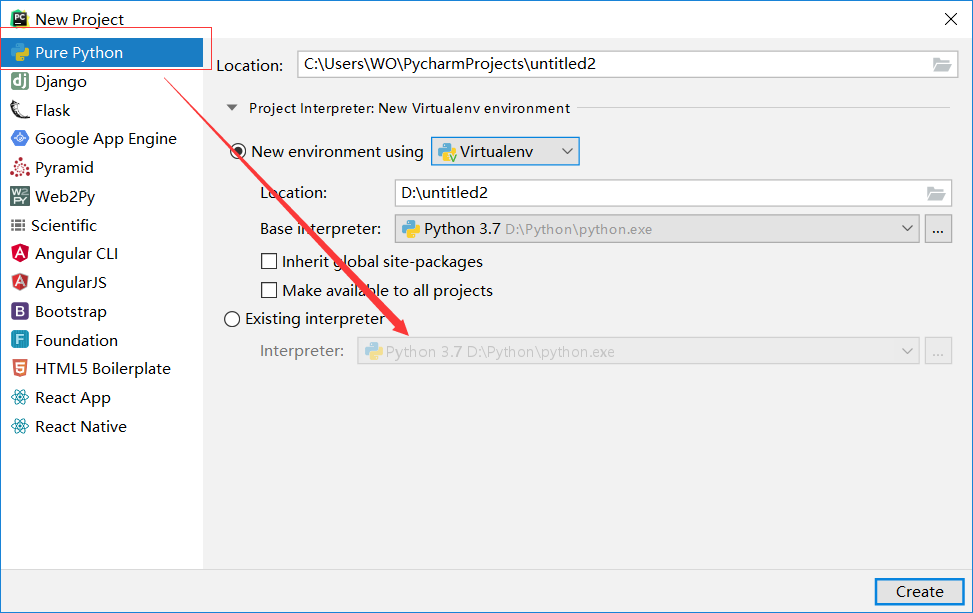 New Project
Pure Python
Django
Flask
Google App Engine
Pyramid
Web2Py
Scientific
Angular CLI
AngularJS
Bootstrap
Foundation
HTML5 Boilerplate
React App
React Native
Location: C:\Users\WO\PycharmProjects\untitled2
Project Interpreter: New Virtualenv environment
New environment using Virtualenv
Location: D:\untitled2
Base interpreter: Python 3.7 D:\Python\python.exe ...
Inherit global site-packages
Make available to all projects
Existing interpreter
Interpreter: Python 3.7 D:\Python\python.exe ...
Create